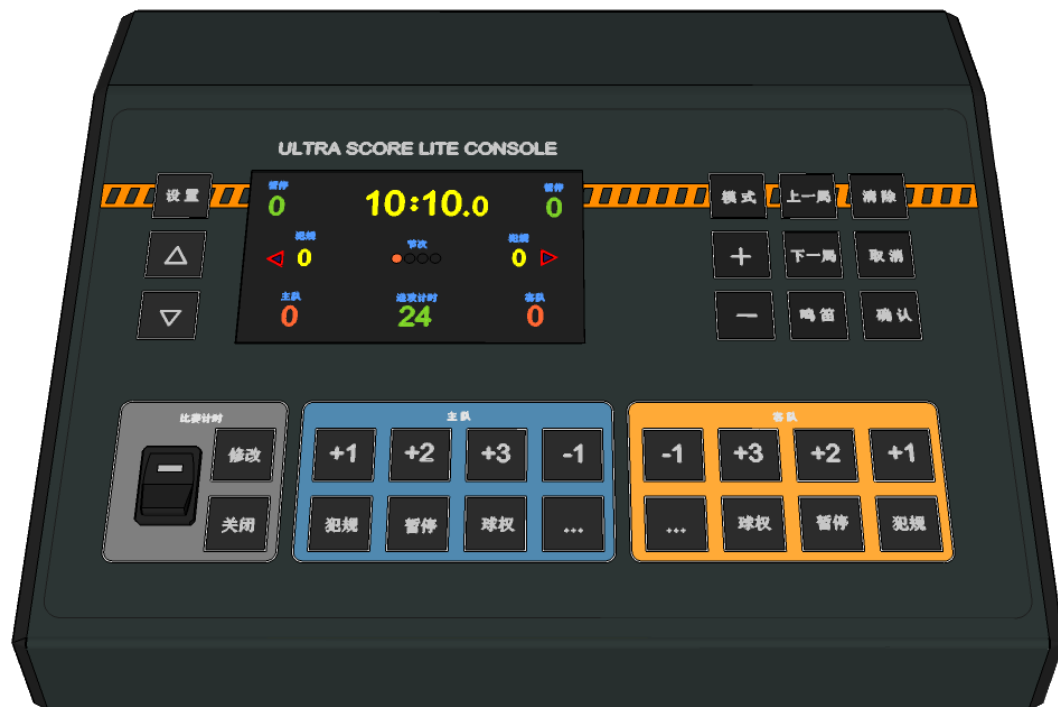 ULTRA SCORE LITE CONSOLE
设置
暂停 10:10.0 暂停
0 0
犯规 节次 犯规
0 0
主队 进攻计时 客队
0 24 0
模式 上一局 清除
+ 下一局 取消
- 鸣笛 确认
比赛计时
修改
关闭
主队
+1 +2 +3 -1
犯规 暂停 球权 ...
客队
-1 +3 +2 +1
... 球权 暂停 犯规